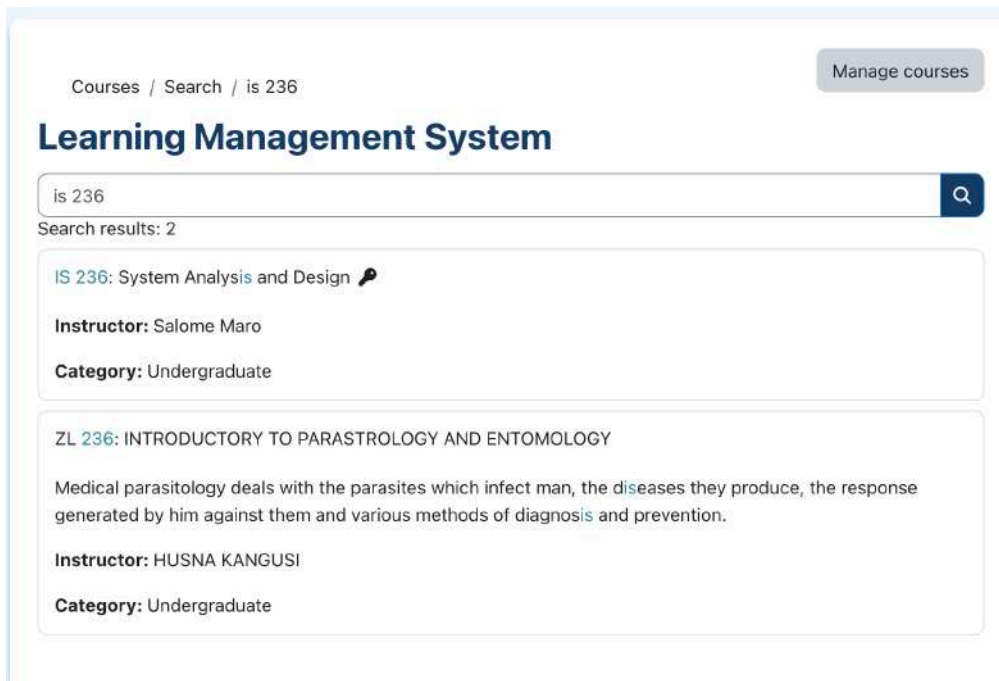 Manage courses
Courses / Search / is 236
Learning Management System
is 236
Search results: 2
IS 236: System Analysis and Design
Instructor: Salome Maro
Category: Undergraduate
ZL 236: INTRODUCTORY TO PARASTROLOGY AND ENTOMOLOGY
Medical parasitology deals with the parasites which infect man, the diseases they produce, the response
generated by him against them and various methods of diagnosis and prevention.
Instructor: HUSNA KANGUSI
Category: Undergraduate